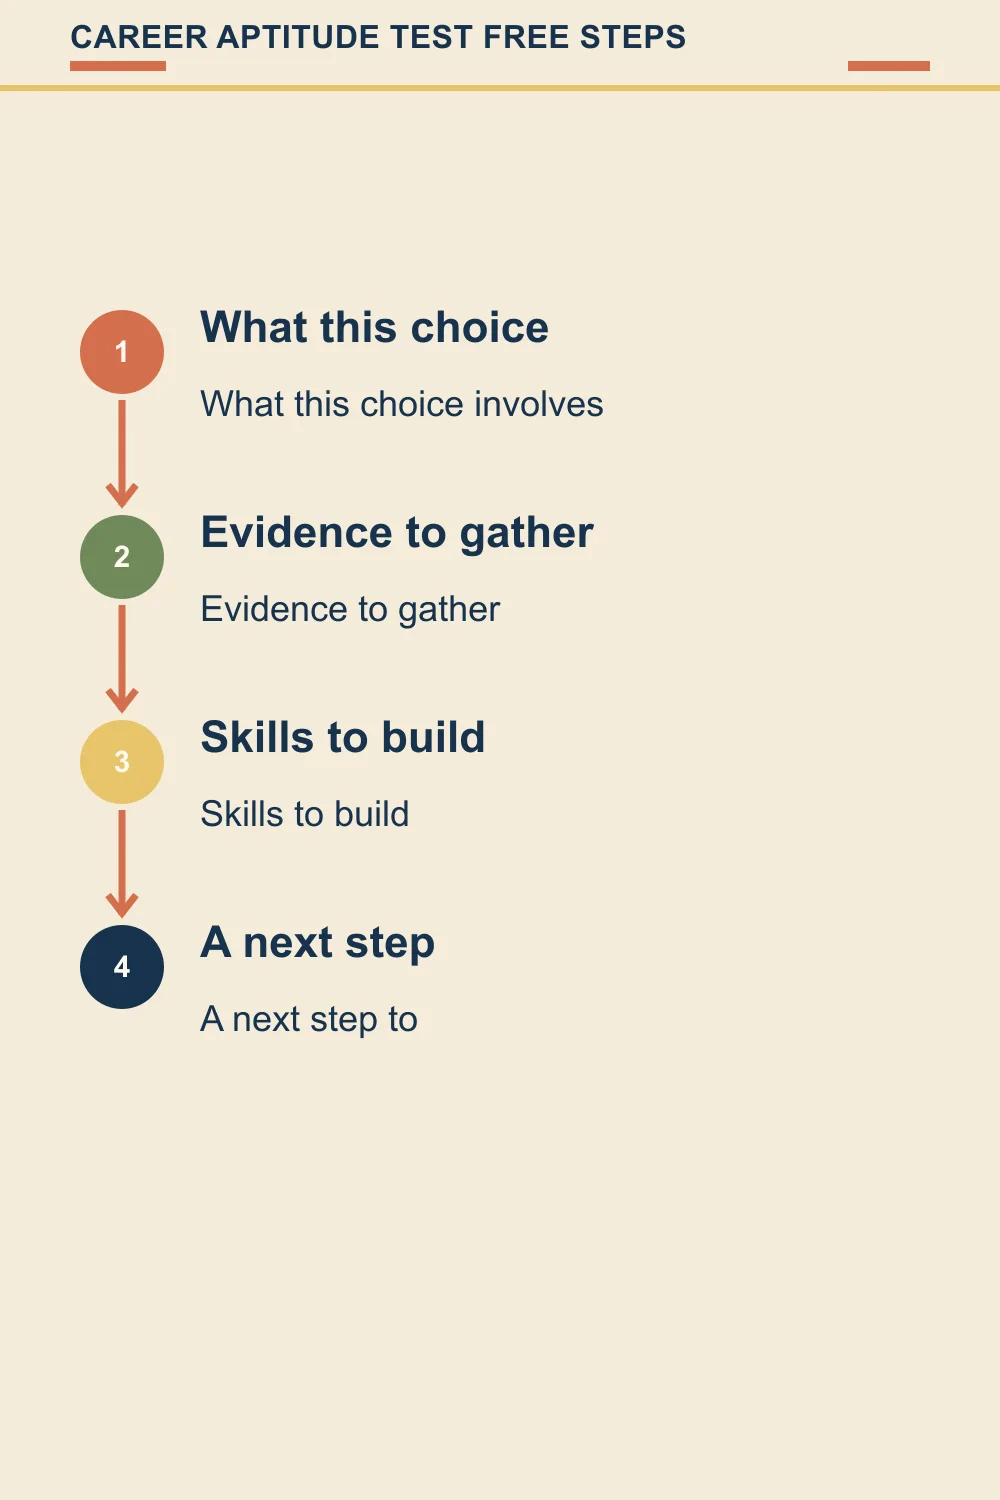 CAREER APTITUDE TEST FREE STEPS
1
What this choice
What this choice involves
2
Evidence to gather
Evidence to gather
3
Skills to build
Skills to build
4
A next step
A next step to